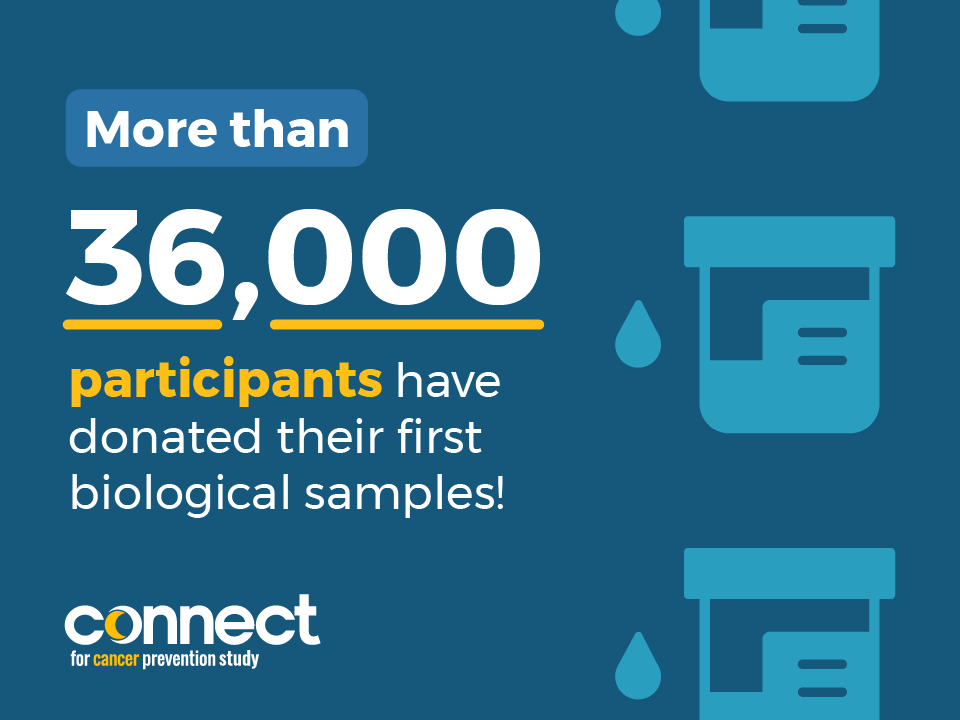 More than
36,000
participants have
donated their first
biological samples!
connect
for cancer prevention study